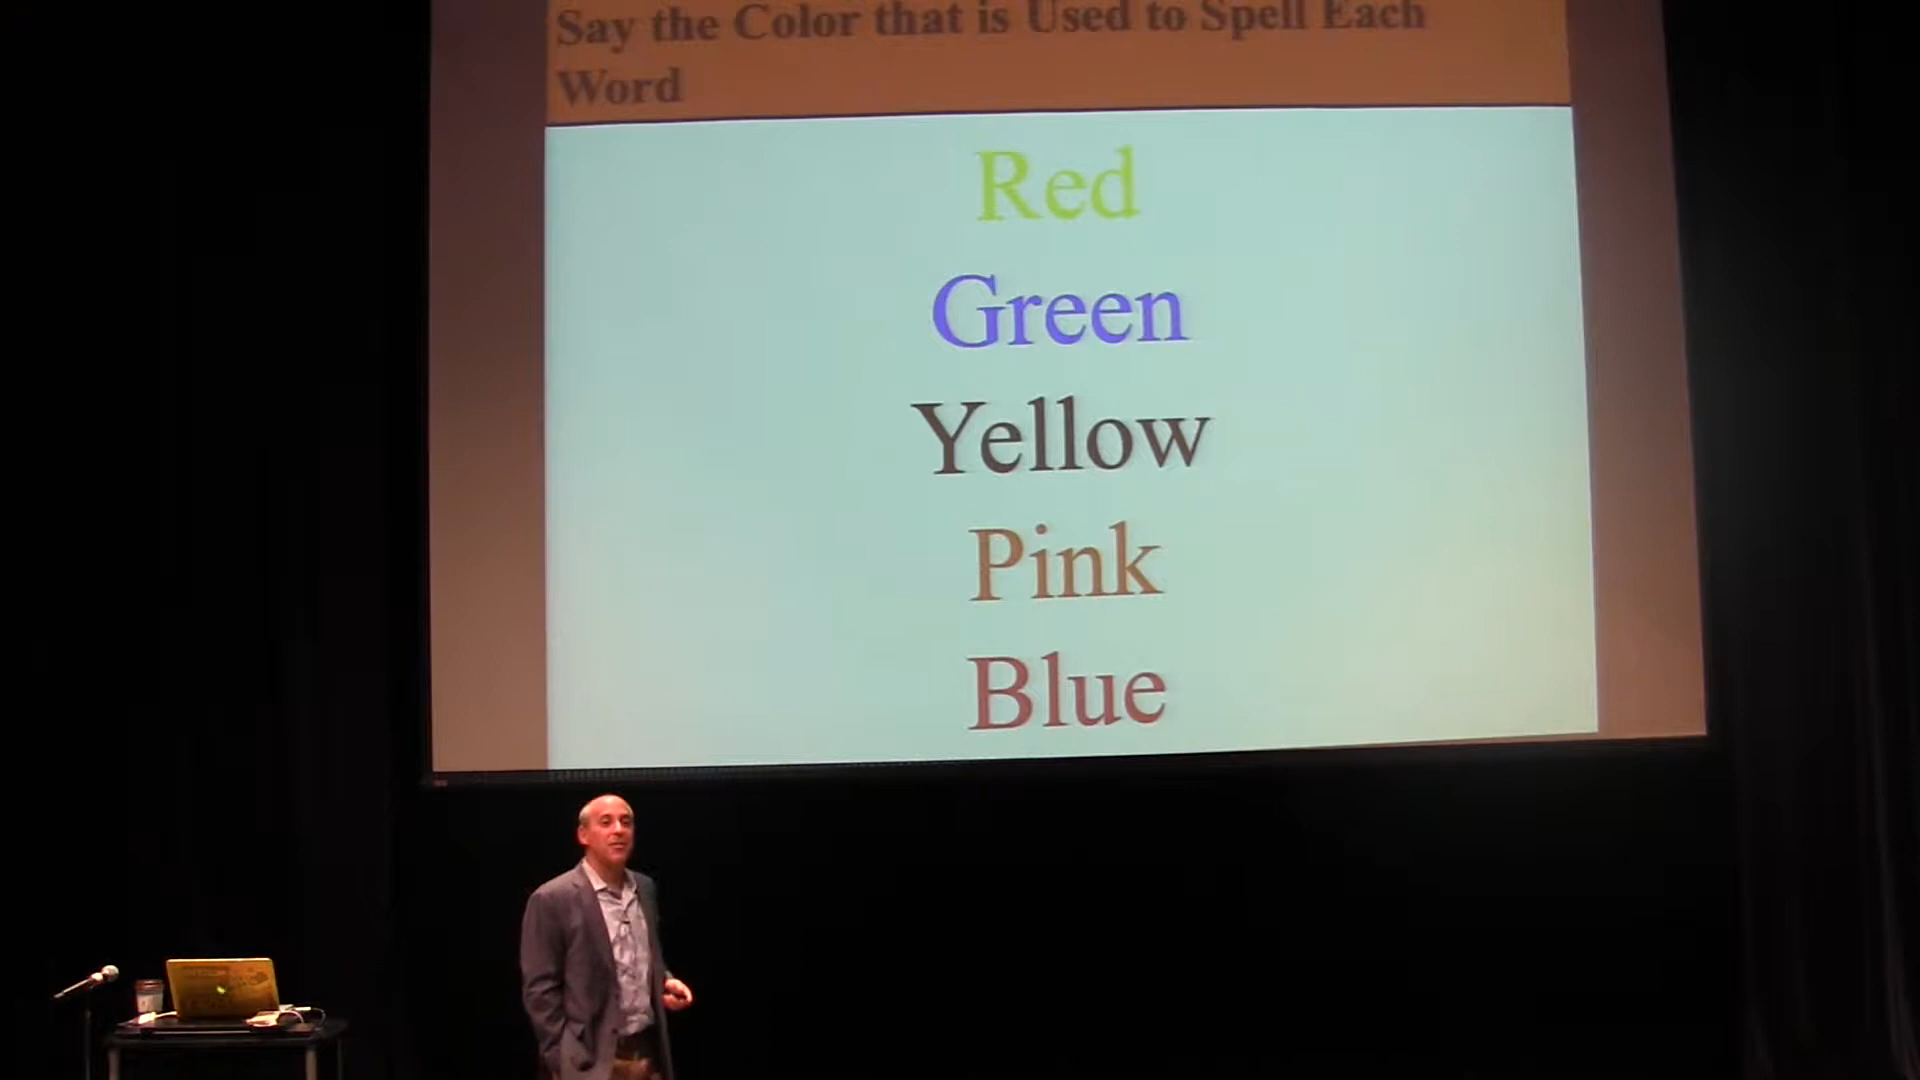 Say the Color that is Used to Spell Each
Word
Red
Green
Yellow
Pink
Blue